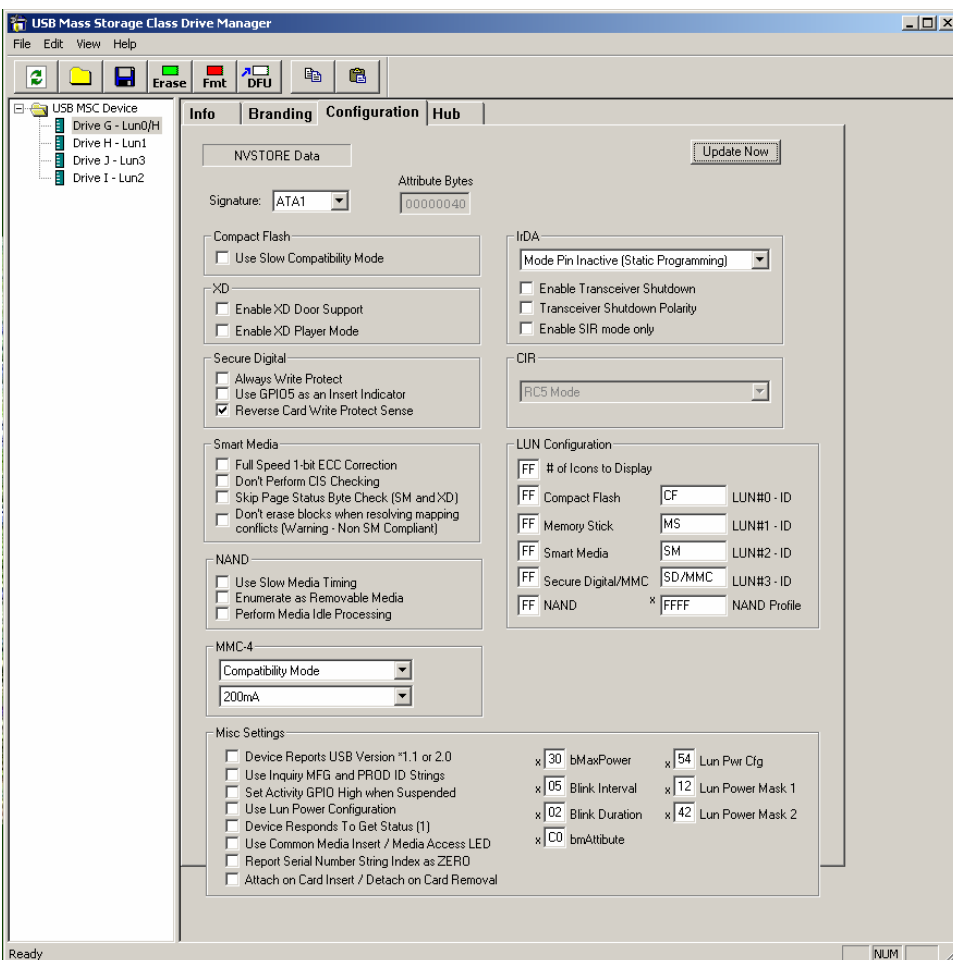 USB Mass Storage Class Drive Manager
File Edit View Help
Erase Fmt DFU
USB MSC Device
Drive G - Lun0/H
Drive H - Lun1
Drive J - Lun3
Drive I - Lun2
Info Branding Configuration Hub
NVSTORE Data
Update Now
Attribute Bytes
Signature: ATA1 00000040
Compact Flash
Use Slow Compatibility Mode
XD
Enable XD Door Support
Enable XD Player Mode
Secure Digital
Always Write Protect
Use GPIO5 as an Insert Indicator
Reverse Card Write Protect Sense
Smart Media
Full Speed 1-bit ECC Correction
Don't Perform CIS Checking
Skip Page Status Byte Check (SM and XD)
Don't erase blocks when resolving mapping
conflicts (Warning - Non SM Compliant)
NAND
Use Slow Media Timing
Enumerate as Removable Media
Perform Media Idle Processing
MMC-4
Compatibility Mode
200mA
IrDA
Mode Pin Inactive (Static Programming)
Enable Transceiver Shutdown
Transceiver Shutdown Polarity
Enable SIR mode only
CIR
RC5 Mode
LUN Configuration
FF # of Icons to Display
FF Compact Flash CF LUN#0 - ID
FF Memory Stick MS LUN#1 - ID
FF Smart Media SM LUN#2 - ID
FF Secure Digital/MMC SD/MMC LUN#3 - ID
FF NAND x FFFF NAND Profile
Misc Settings
Device Reports USB Version *1.1 or 2.0
Use Inquiry MFG and PROD ID Strings
Set Activity GPIO High when Suspended
Use Lun Power Configuration
Device Responds To Get Status (1)
Use Common Media Insert / Media Access LED
Report Serial Number String Index as ZERO
Attach on Card Insert / Detach on Card Removal
x 30 bMaxPower x 54 Lun Pwr Cfg
x 05 Blink Interval x 12 Lun Power Mask 1
x 02 Blink Duration x 42 Lun Power Mask 2
x C0 bmAttibute
Ready NUM